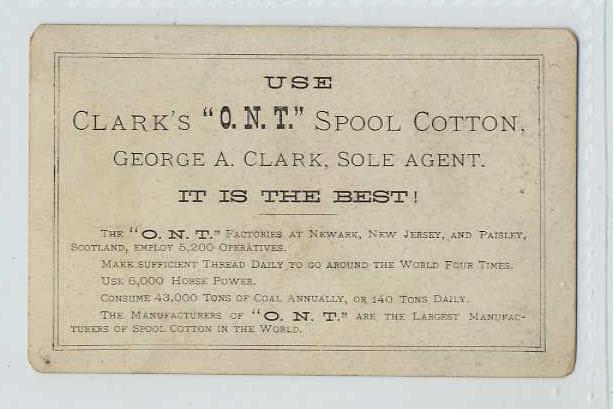 USE
CLARK'S "O. N. T." SPOOL COTTON,
GEORGE A. CLARK, SOLE AGENT.
IT IS THE BEST!
THE "O. N. T." FACTORIES AT NEWARK, NEW JERSEY, AND PAISLEY,
SCOTLAND, EMPLOY 5,200 OPERATIVES.
MAKE SUFFICIENT THREAD DAILY TO GO AROUND THE WORLD FOUR TIMES.
USE 6,000 HORSE POWER.
CONSUME 43,000 TONS OF COAL ANNUALLY, OR 140 TONS DAILY.
THE MANUFACTURERS OF "O. N. T." ARE THE LARGEST MANUFAC-
TURERS OF SPOOL COTTON IN THE WORLD.